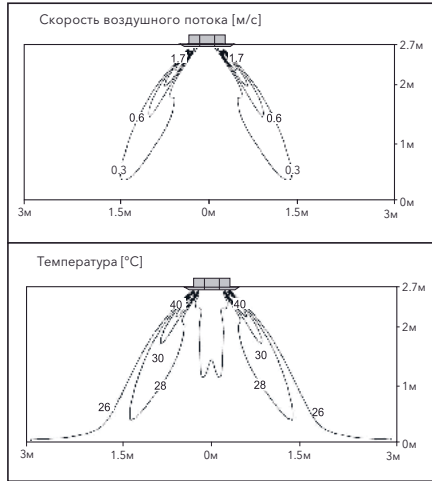 Скорость воздушного потока [м/с]
2.7м
1.7 1.7
2м
0.6 0.6
1м
0.3 0.3
0м
3м 1.5м 0м 1.5м 3м
Температура [°C]
2.7м
40 40
2м
30 30
28 28
1м
26 26
0м
3м 1.5м 0м 1.5м 3м